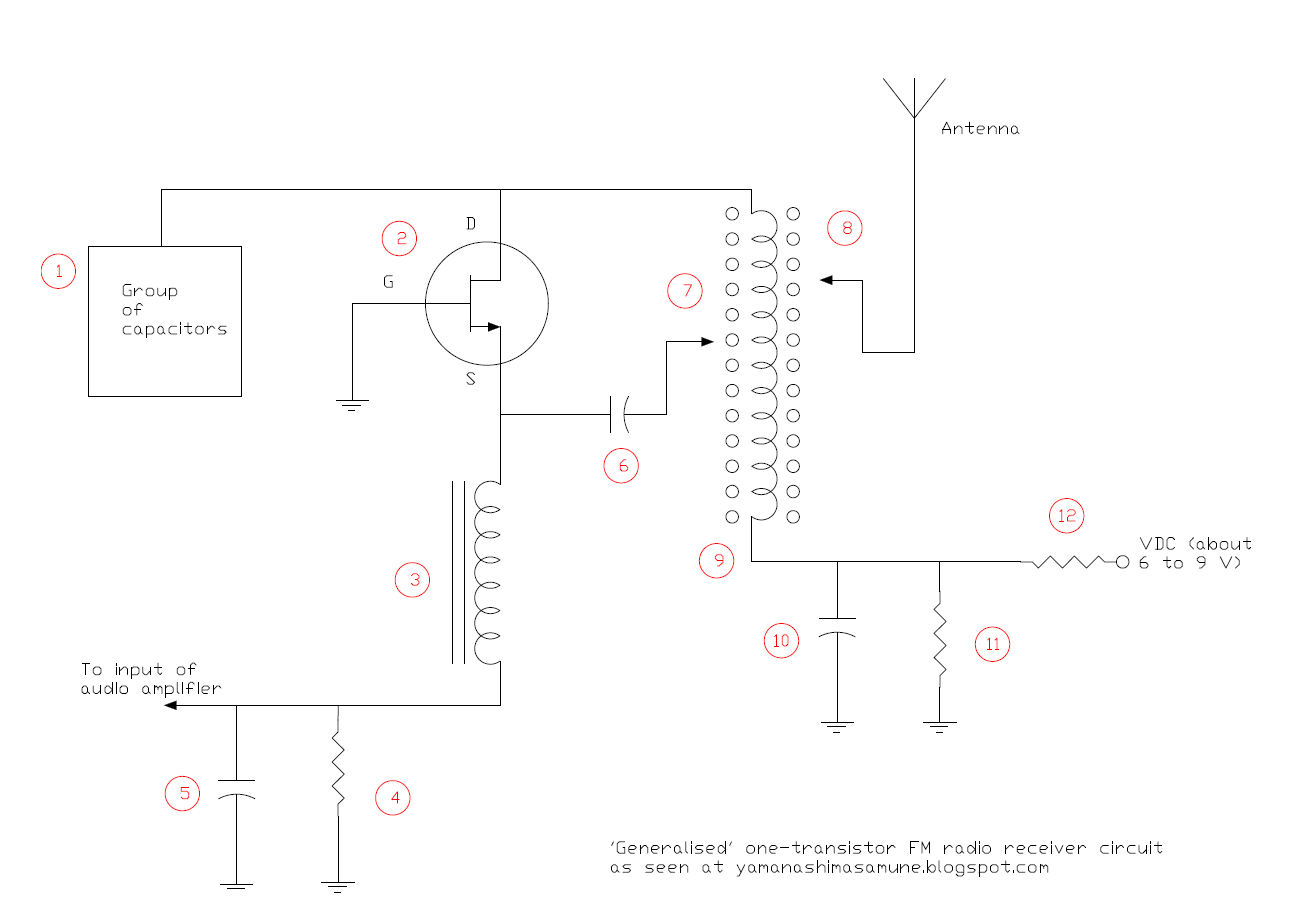 Antenna
D
2
8
G
1
7
Group
of
capacitors
S
6
12
VDC (about
6 to 9 V)
9
3
10
11
To input of
audio amplifier
5
4
'Generalised' one-transistor FM radio receiver circuit
as seen at yamanashimasamune.blogspot.com